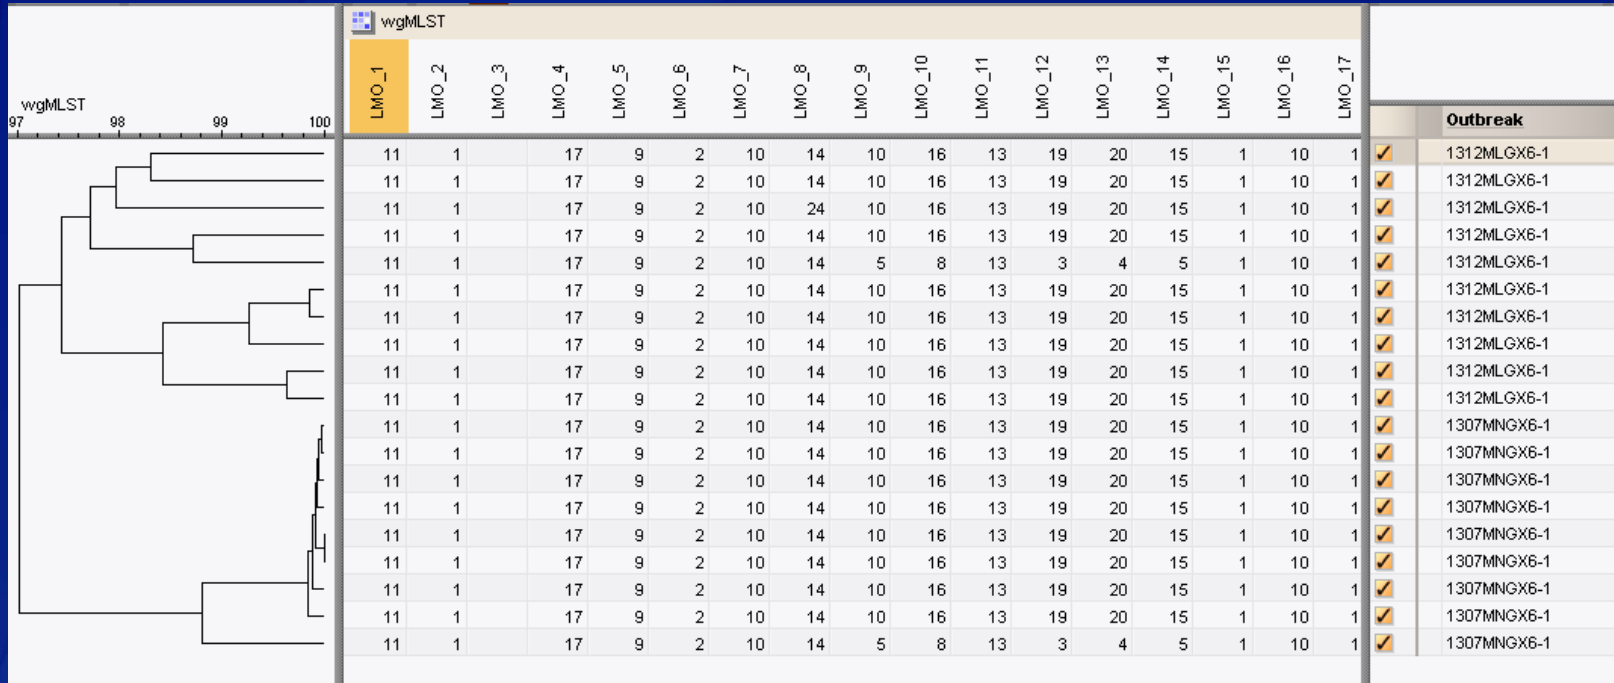 wgMLST
wgMLST
97 98 99 100
LMO_1 LMO_2 LMO_3 LMO_4 LMO_5 LMO_6 LMO_7 LMO_8 LMO_9 LMO_10 LMO_11 LMO_12 LMO_13 LMO_14 LMO_15 LMO_16 LMO_17
Outbreak
11 1 17 9 2 10 14 10 16 13 19 20 15 1 10 1 1312MLGX6-1
11 1 17 9 2 10 14 10 16 13 19 20 15 1 10 1 1312MLGX6-1
11 1 17 9 2 10 24 10 16 13 19 20 15 1 10 1 1312MLGX6-1
11 1 17 9 2 10 14 10 16 13 19 20 15 1 10 1 1312MLGX6-1
11 1 17 9 2 10 14 5 8 13 3 4 5 1 10 1 1312MLGX6-1
11 1 17 9 2 10 14 10 16 13 19 20 15 1 10 1 1312MLGX6-1
11 1 17 9 2 10 14 10 16 13 19 20 15 1 10 1 1312MLGX6-1
11 1 17 9 2 10 14 10 16 13 19 20 15 1 10 1 1312MLGX6-1
11 1 17 9 2 10 14 10 16 13 19 20 15 1 10 1 1312MLGX6-1
11 1 17 9 2 10 14 10 16 13 19 20 15 1 10 1 1312MLGX6-1
11 1 17 9 2 10 14 10 16 13 19 20 15 1 10 1 1307MNGX6-1
11 1 17 9 2 10 14 10 16 13 19 20 15 1 10 1 1307MNGX6-1
11 1 17 9 2 10 14 10 16 13 19 20 15 1 10 1 1307MNGX6-1
11 1 17 9 2 10 14 10 16 13 19 20 15 1 10 1 1307MNGX6-1
11 1 17 9 2 10 14 10 16 13 19 20 15 1 10 1 1307MNGX6-1
11 1 17 9 2 10 14 10 16 13 19 20 15 1 10 1 1307MNGX6-1
11 1 17 9 2 10 14 10 16 13 19 20 15 1 10 1 1307MNGX6-1
11 1 17 9 2 10 14 10 16 13 19 20 15 1 10 1 1307MNGX6-1
11 1 17 9 2 10 14 5 8 13 3 4 5 1 10 1 1307MNGX6-1